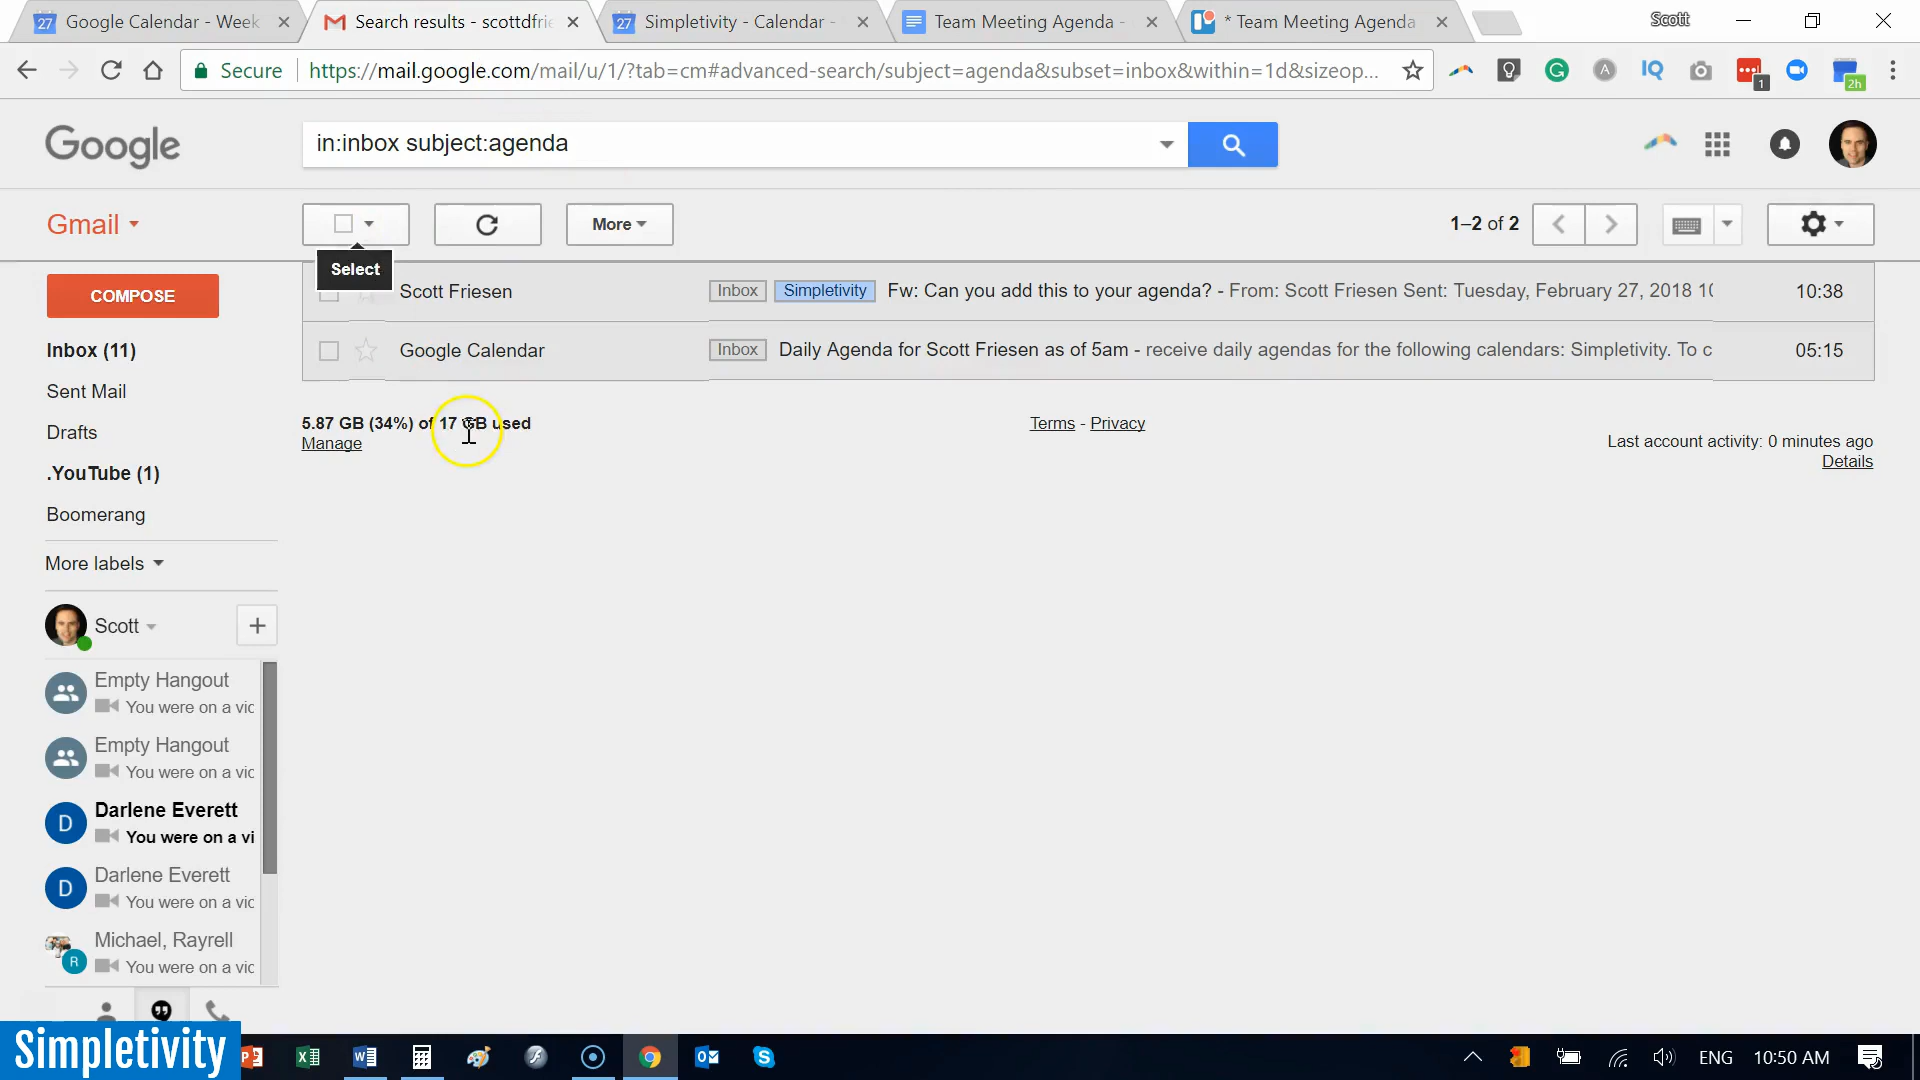 Google Calendar - Week
Search results - scottdfrie
Simpletivity - Calendar -
Team Meeting Agenda -
* Team Meeting Agenda
Scott
Secure
https://mail.google.com/mail/u/1/?tab=cm#advanced-search/subject=agenda&subset=inbox&within=1d&sizeop...
1
2h
Google
in:inbox subject:agenda
Gmail
More
1–2 of 2
Select
COMPOSE
Scott Friesen
Inbox
Simpletivity
Fw: Can you add this to your agenda? - From: Scott Friesen Sent: Tuesday, February 27, 2018 10
10:38
Google Calendar
Inbox
Daily Agenda for Scott Friesen as of 5am - receive daily agendas for the following calendars: Simpletivity. To c
05:15
Inbox (11)
Sent Mail
Drafts
.YouTube (1)
Boomerang
More labels
5.87 GB (34%) of 17 GB used
Manage
Terms - Privacy
Last account activity: 0 minutes ago
Details
Scott
Empty Hangout
You were on a vic
Empty Hangout
You were on a vic
D
Darlene Everett
You were on a vi
D
Darlene Everett
You were on a vic
R
Michael, Rayrell
You were on a vic
Simpletivity
ENG
10:50 AM